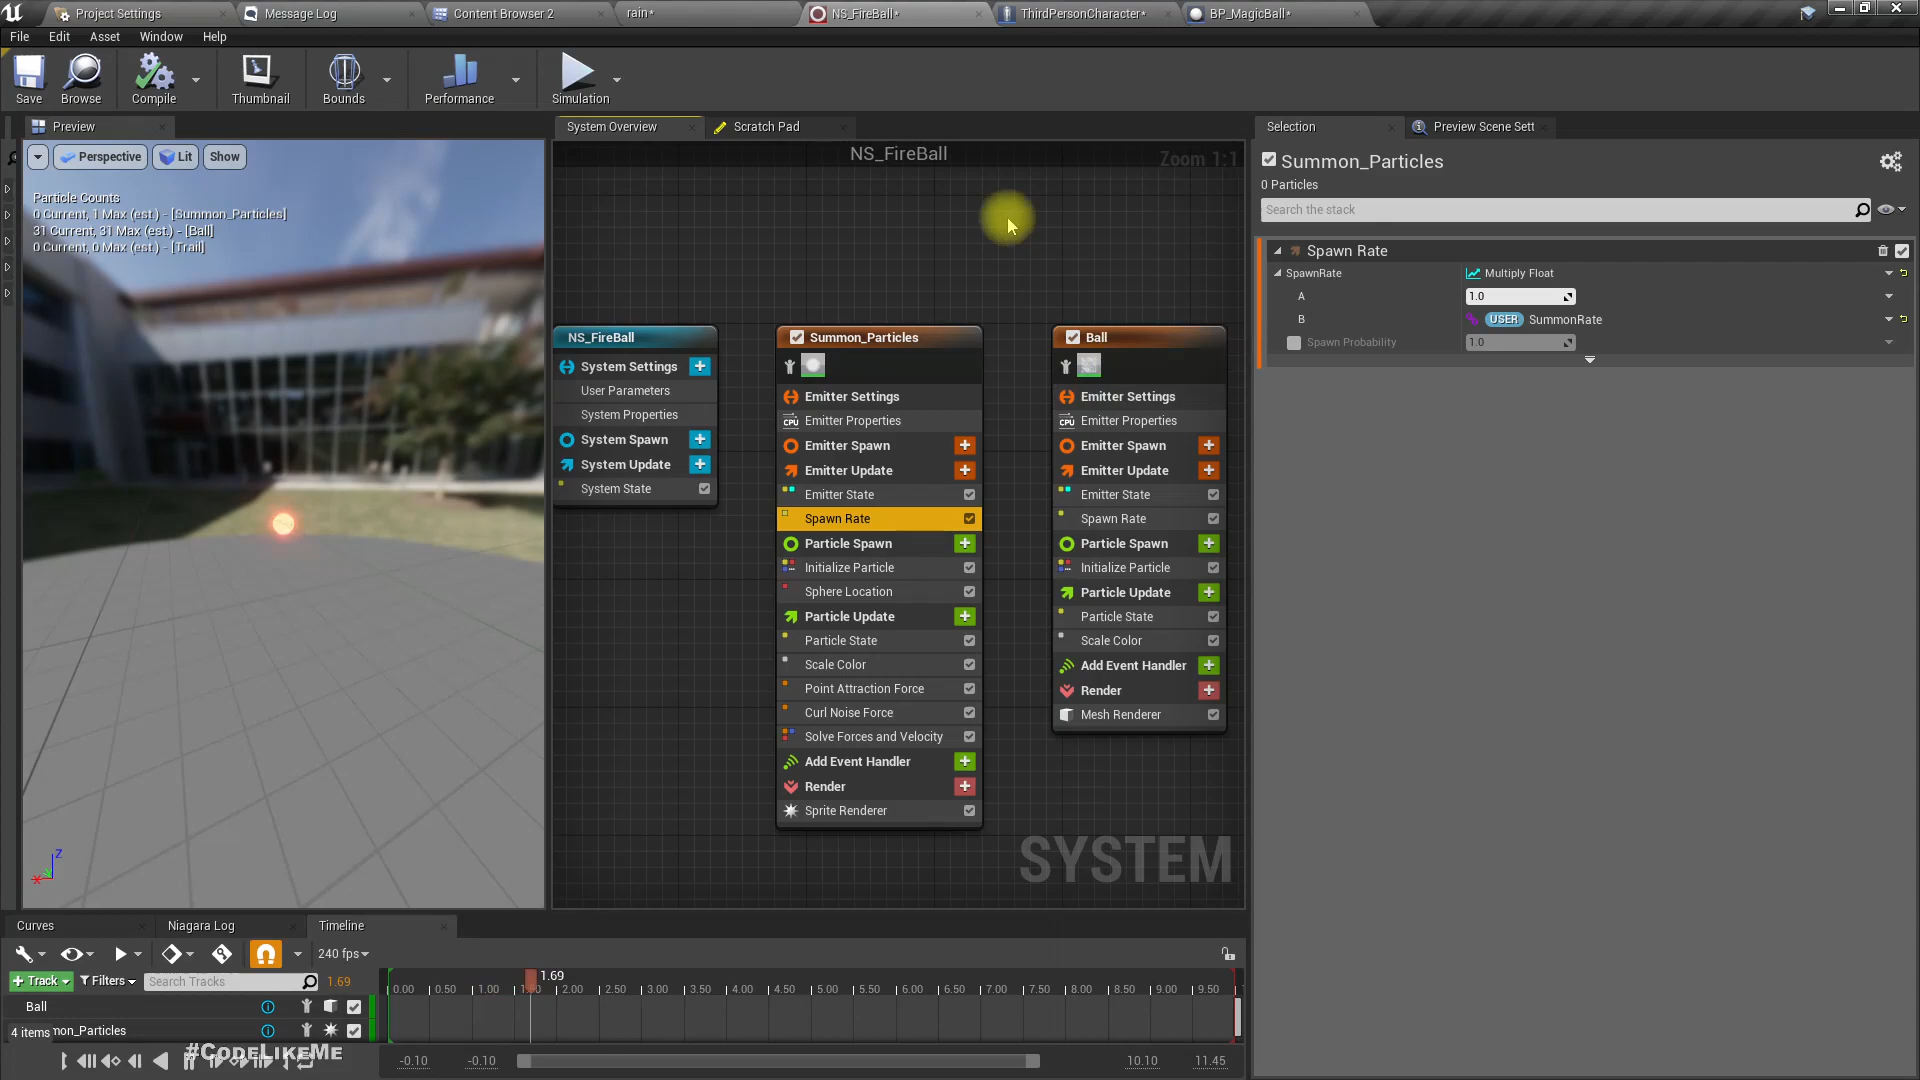 Project Settings
Message Log
Content Browser 2
rain*
NS_FireBall*
ThirdPersonCharacter*
BP_MagicBall*
File Edit Asset Window Help
Save
Browse
Compile
Thumbnail
Bounds
Performance
Simulation
Preview
System Overview
Scratch Pad
Selection
Preview Scene Sett
Perspective
Lit
Show
NS_FireBall
Zoom 1:1
Particle Counts
0 Current, 1 Max (est.) - [Summon_Particles]
31 Current, 31 Max (est.) - [Ball]
0 Current, 0 Max (est.) - [Trail]
NS_FireBall
System Settings
User Parameters
System Properties
System Spawn
System Update
System State
Summon_Particles
Emitter Settings
CPU Emitter Properties
Emitter Spawn
Emitter Update
Emitter State
Spawn Rate
Particle Spawn
Initialize Particle
Sphere Location
Particle Update
Particle State
Scale Color
Point Attraction Force
Curl Noise Force
Solve Forces and Velocity
Add Event Handler
Render
Sprite Renderer
Ball
Emitter Settings
CPU Emitter Properties
Emitter Spawn
Emitter Update
Emitter State
Spawn Rate
Particle Spawn
Initialize Particle
Particle Update
Particle State
Scale Color
Add Event Handler
Render
Mesh Renderer
SYSTEM
Z
X
Summon_Particles
0 Particles
Search the stack
Spawn Rate
SpawnRate Multiply Float
A 1.0
B USER SummonRate
Spawn Probability 1.0
Curves
Niagara Log
Timeline
240 fps
Track
Filters
Search Tracks
1.69
1.69
0.00 0.50 1.00 2.00 2.50 3.00 3.50 4.00 4.50 5.00 5.50 6.00 6.50 7.00 7.50 8.00 8.50 9.00 9.50
Ball
4 items
mon_Particles
#CodeLikeMe
-0.10 -0.10 10.10 11.45